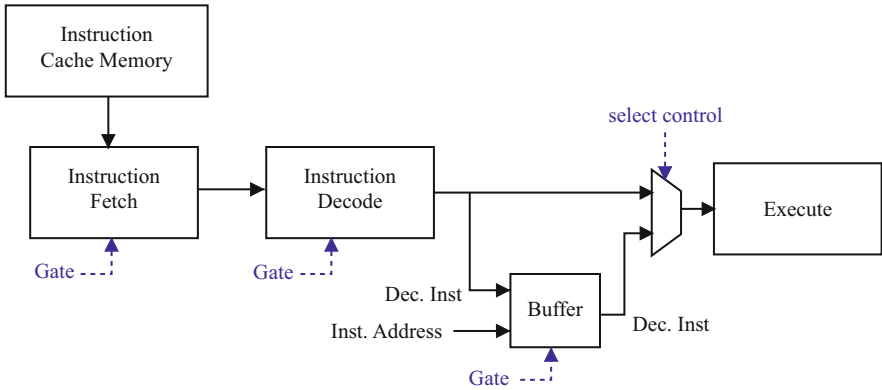 Instruction
Cache Memory
select control
Instruction
Fetch
Instruction
Decode
Execute
Gate
Gate
Dec. Inst
Buffer
Inst. Address
Dec. Inst
Gate